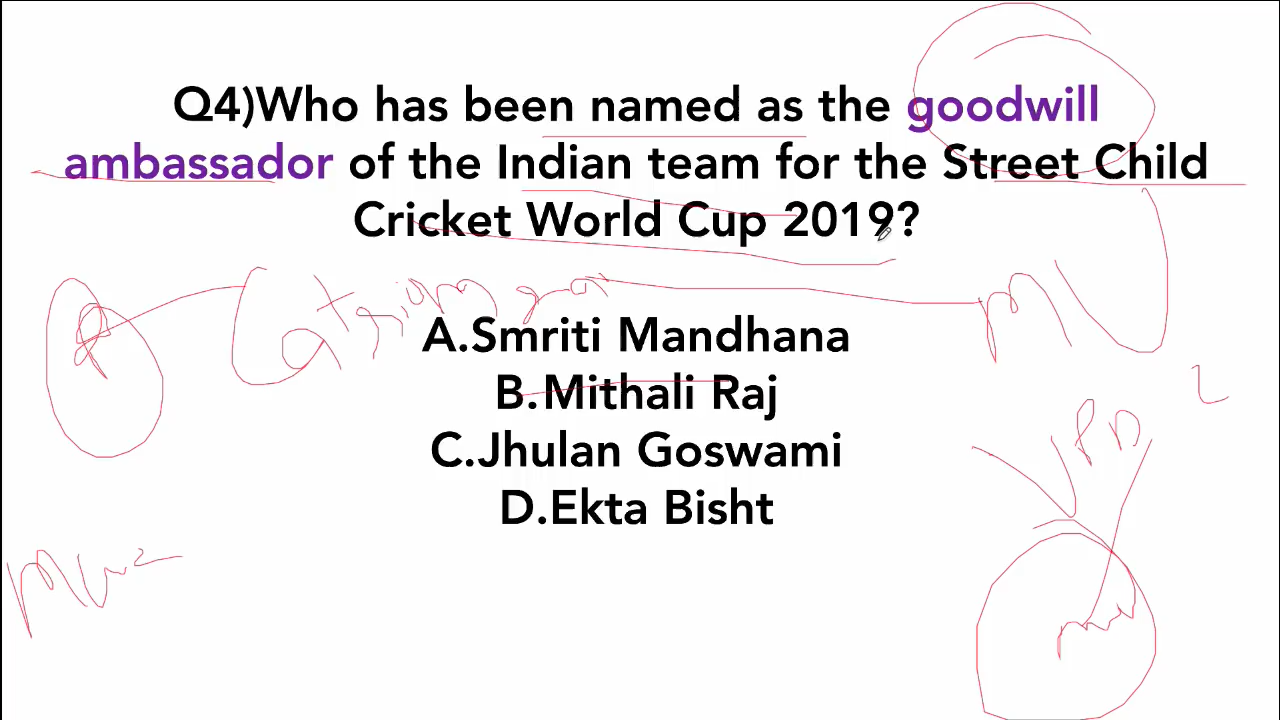 Q4)Who has been named as the goodwill
ambassador of the Indian team for the Street Child
Cricket World Cup 2019?
A.Smriti Mandhana
B.Mithali Raj
C.Jhulan Goswami
D.Ekta Bisht